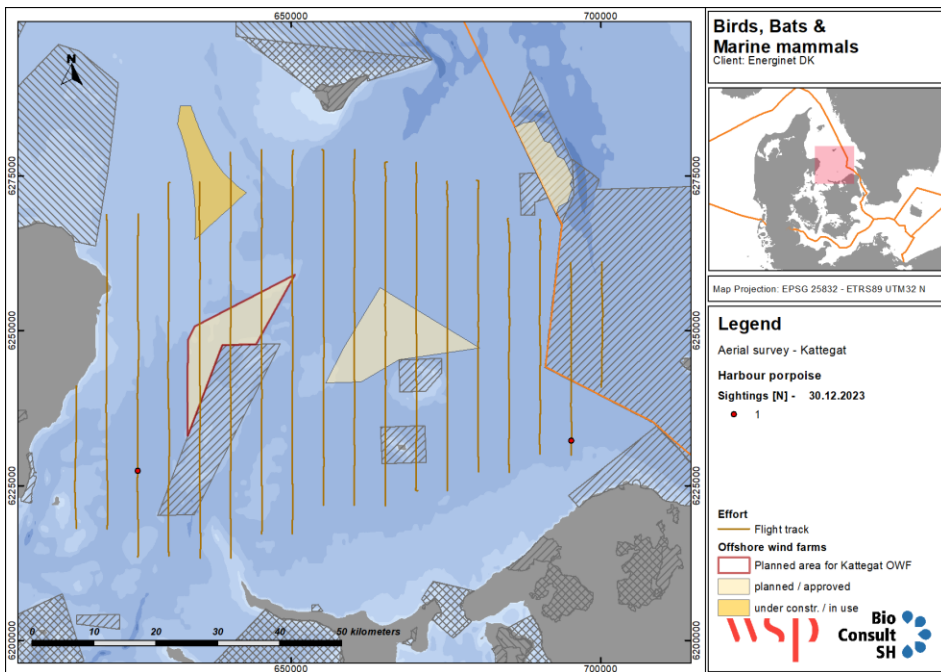 650000
700000
N
6275000
6275000
6250000
6250000
6225000
6225000
6200000
6200000
0 10 20 30 40 50 kilometers
650000
700000
Birds, Bats &
Marine mammals
Client: Energinet DK
Map Projection: EPSG 25832 - ETRS89 UTM32 N
Legend
Aerial survey - Kattegat
Harbour porpoise
Sightings [N] - 30.12.2023
1
Effort
Flight track
Offshore wind farms
Planned area for Kattegat OWF
planned / approved
under constr. / in use
wsp
Bio
Consult
SH